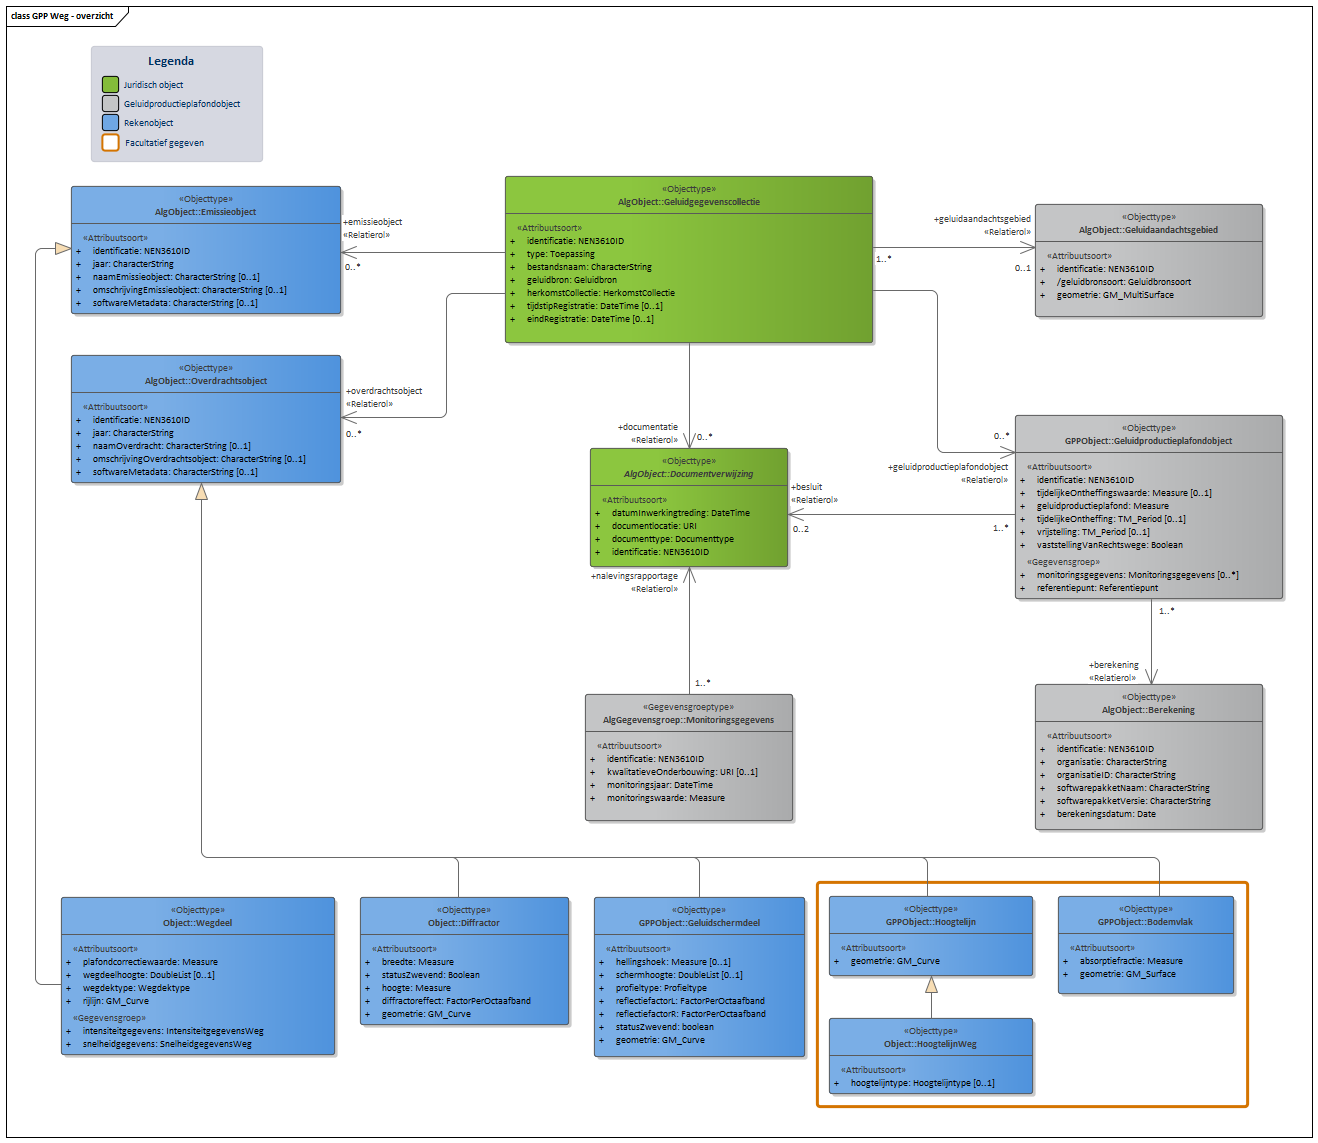 class GPP Weg - overzicht
Legenda
Juridisch object
Geluidproductieplafondobject
Rekenobject
Facultatief gegeven
«Objecttype»
AlgObject::Emissieobject
«Attribuutsoort»
+ identificatie: NEN3610ID
+ jaar: CharacterString
+ naamEmissieobject: CharacterString [0..1]
+ omschrijvingEmissieobject: CharacterString [0..1]
+ softwareMetadata: CharacterString [0..1]
+emissieobject
«Relatierol»
0..*
«Objecttype»
AlgObject::Geluidgegevenscollectie
«Attribuutsoort»
+ identificatie: NEN3610ID
+ type: Toepassing
+ bestandsnaam: CharacterString
+ geluidbron: Geluidbron
+ herkomstCollectie: HerkomstCollectie
+ tijdstipRegistratie: DateTime [0..1]
+ eindRegistratie: DateTime [0..1]
1..*
+geluidaandachtsgebied
«Relatierol»
0..1
«Objecttype»
AlgObject::Geluidaandachtsgebied
«Attribuutsoort»
+ identificatie: NEN3610ID
+ /geluidbronsoort: Geluidbronsoort
+ geometrie: GM_MultiSurface
«Objecttype»
AlgObject::Overdrachtsobject
«Attribuutsoort»
+ identificatie: NEN3610ID
+ jaar: CharacterString
+ naamOverdracht: CharacterString [0..1]
+ omschrijvingOverdrachtsobject: CharacterString [0..1]
+ softwareMetadata: CharacterString [0..1]
+overdrachtsobject
«Relatierol»
0..*
+documentatie
«Relatierol»
0..*
«Objecttype»
AlgObject::Documentverwijzing
«Attribuutsoort»
+ datumInwerkingtreding: DateTime
+ documentlocatie: URI
+ documenttype: Documenttype
+ identificatie: NEN3610ID
+besluit
«Relatierol»
0..2
1..*
0..*
+geluidproductieplafondobject
«Relatierol»
«Objecttype»
GPPObject::Geluidproductieplafondobject
«Attribuutsoort»
+ identificatie: NEN3610ID
+ tijdelijkeOntheffingswaarde: Measure [0..1]
+ geluidproductieplafond: Measure
+ tijdelijkeOntheffing: TM_Period [0..1]
+ vrijstelling: TM_Period [0..1]
+ vaststellingVanRechtswege: Boolean
«Gegevensgroep»
+ monitoringsgegevens: Monitoringsgegevens [0..*]
+ referentiepunt: Referentiepunt
+nalevingsrapportage
«Relatierol»
1..*
«Gegevensgroeptype»
AlgGegevensgroep::Monitoringsgegevens
«Attribuutsoort»
+ identificatie: NEN3610ID
+ kwalitatieveOnderbouwing: URI [0..1]
+ monitoringsjaar: DateTime
+ monitoringswaarde: Measure
1..*
+berekening
«Relatierol»
«Objecttype»
AlgObject::Berekening
«Attribuutsoort»
+ identificatie: NEN3610ID
+ organisatie: CharacterString
+ organisatieID: CharacterString
+ softwarepakketNaam: CharacterString
+ softwarepakketVersie: CharacterString
+ berekeningsdatum: Date
«Objecttype»
Object::Wegdeel
«Attribuutsoort»
+ plafondcorrectiewaarde: Measure
+ wegdeelhoogte: DoubleList [0..1]
+ wegdektype: Wegdektype
+ rijlijn: GM_Curve
«Gegevensgroep»
+ intensiteitgegevens: IntensiteitgegevensWeg
+ snelheidgegevens: SnelheidgegevensWeg
«Objecttype»
Object::Diffractor
«Attribuutsoort»
+ breedte: Measure
+ statusZwevend: Boolean
+ hoogte: Measure
+ diffractoreffect: FactorPerOctaafband
+ geometrie: GM_Curve
«Objecttype»
GPPObject::Geluidschermdeel
«Attribuutsoort»
+ hellingshoek: Measure [0..1]
+ schermhoogte: DoubleList [0..1]
+ profieltype: Profieltype
+ reflectiefactorL: FactorPerOctaafband
+ reflectiefactorR: FactorPerOctaafband
+ statusZwevend: boolean
+ geometrie: GM_Curve
«Objecttype»
GPPObject::Hoogtelijn
«Attribuutsoort»
+ geometrie: GM_Curve
«Objecttype»
GPPObject::Bodemvlak
«Attribuutsoort»
+ absorptiefractie: Measure
+ geometrie: GM_Surface
«Objecttype»
Object::HoogtelijnWeg
«Attribuutsoort»
+ hoogtelijntype: Hoogtelijntype [0..1]